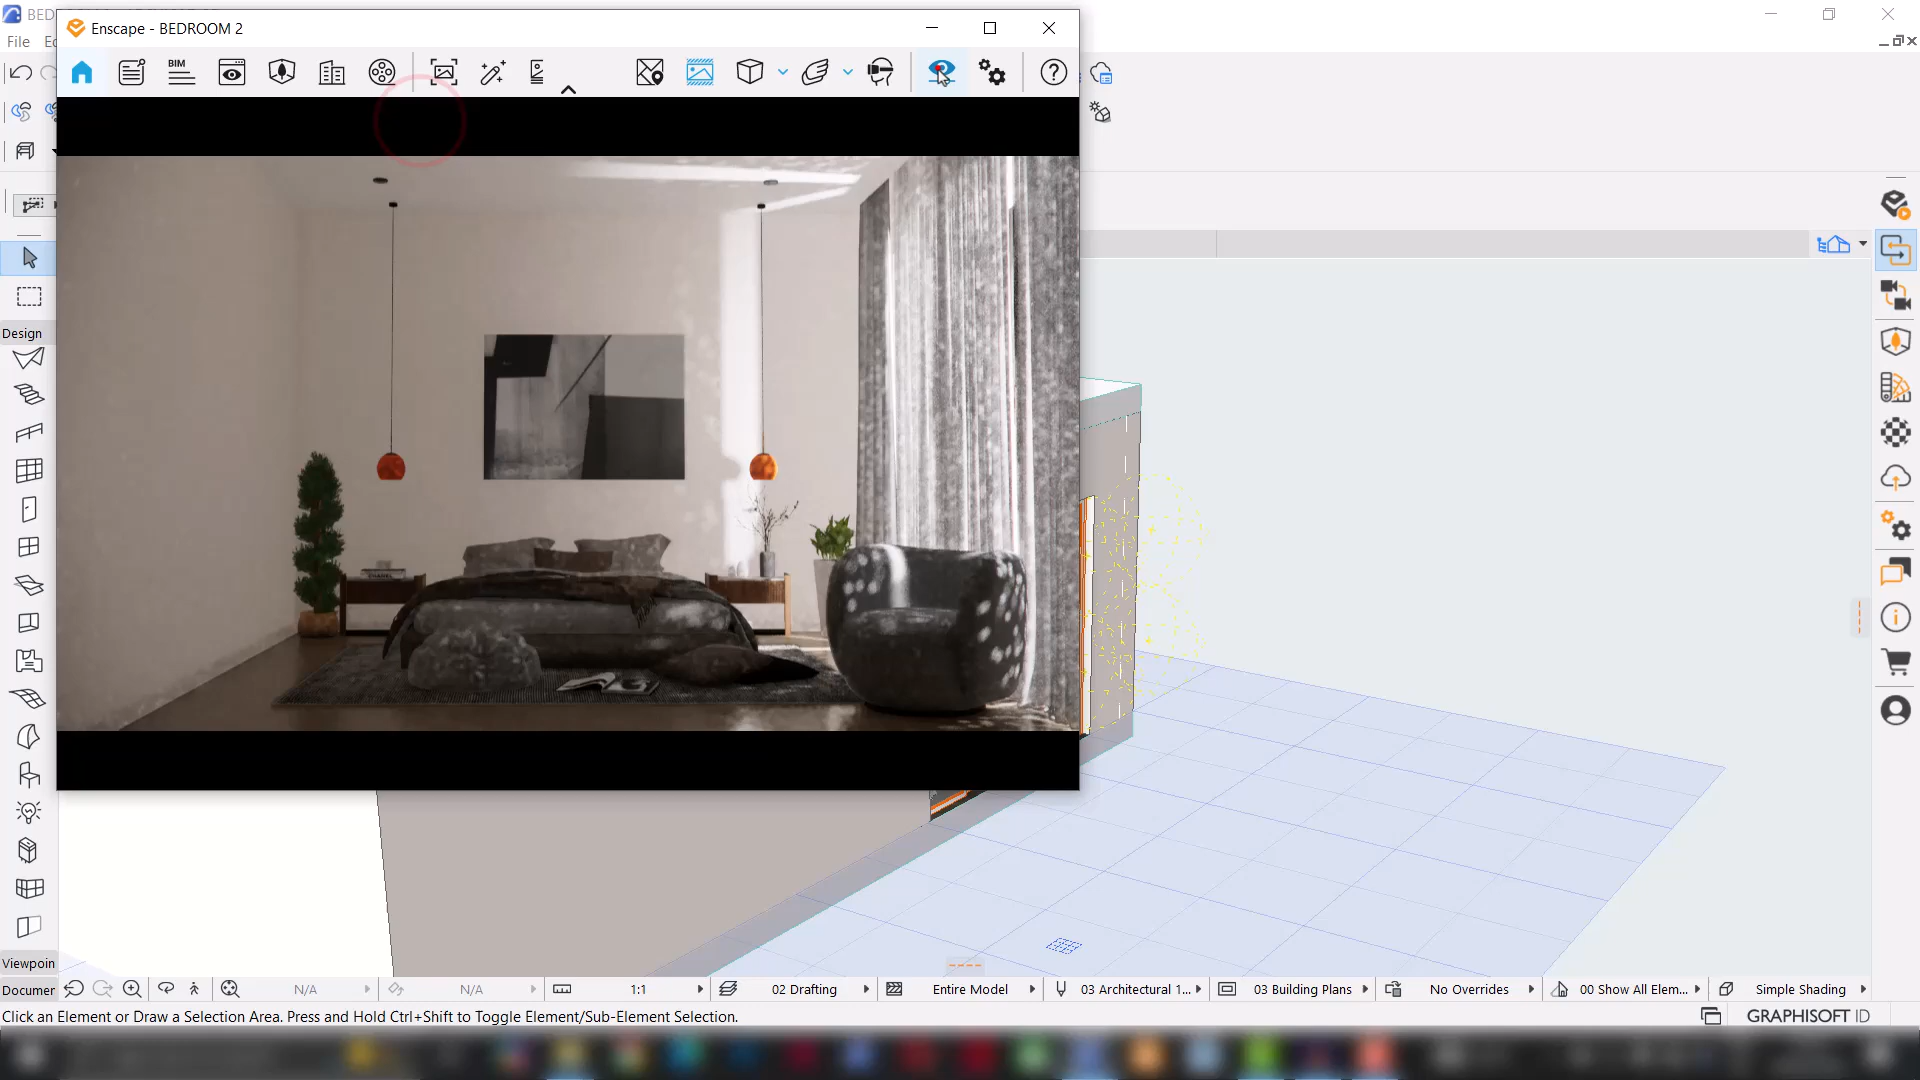 BED
Enscape - BEDROOM 2
File
BIM
Design
CHANEL
Viewpoin
Documer
N/A
N/A
1:1
02 Drafting
Entire Model
03 Architectural 1...
03 Building Plans
No Overrides
00 Show All Elem...
Simple Shading
Click an Element or Draw a Selection Area. Press and Hold Ctrl+Shift to Toggle Element/Sub-Element Selection.
GRAPHISOFT ID